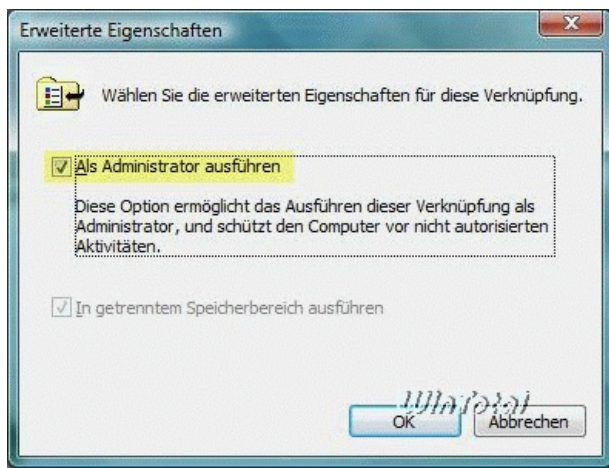 Erweiterte Eigenschaften
Wählen Sie die erweiterten Eigenschaften für diese Verknüpfung.
Als Administrator ausführen
Diese Option ermöglicht das Ausführen dieser Verknüpfung als
Administrator, und schützt den Computer vor nicht autorisierten
Aktivitäten.
In getrenntem Speicherbereich ausführen
WinTotal
OK Abbrechen